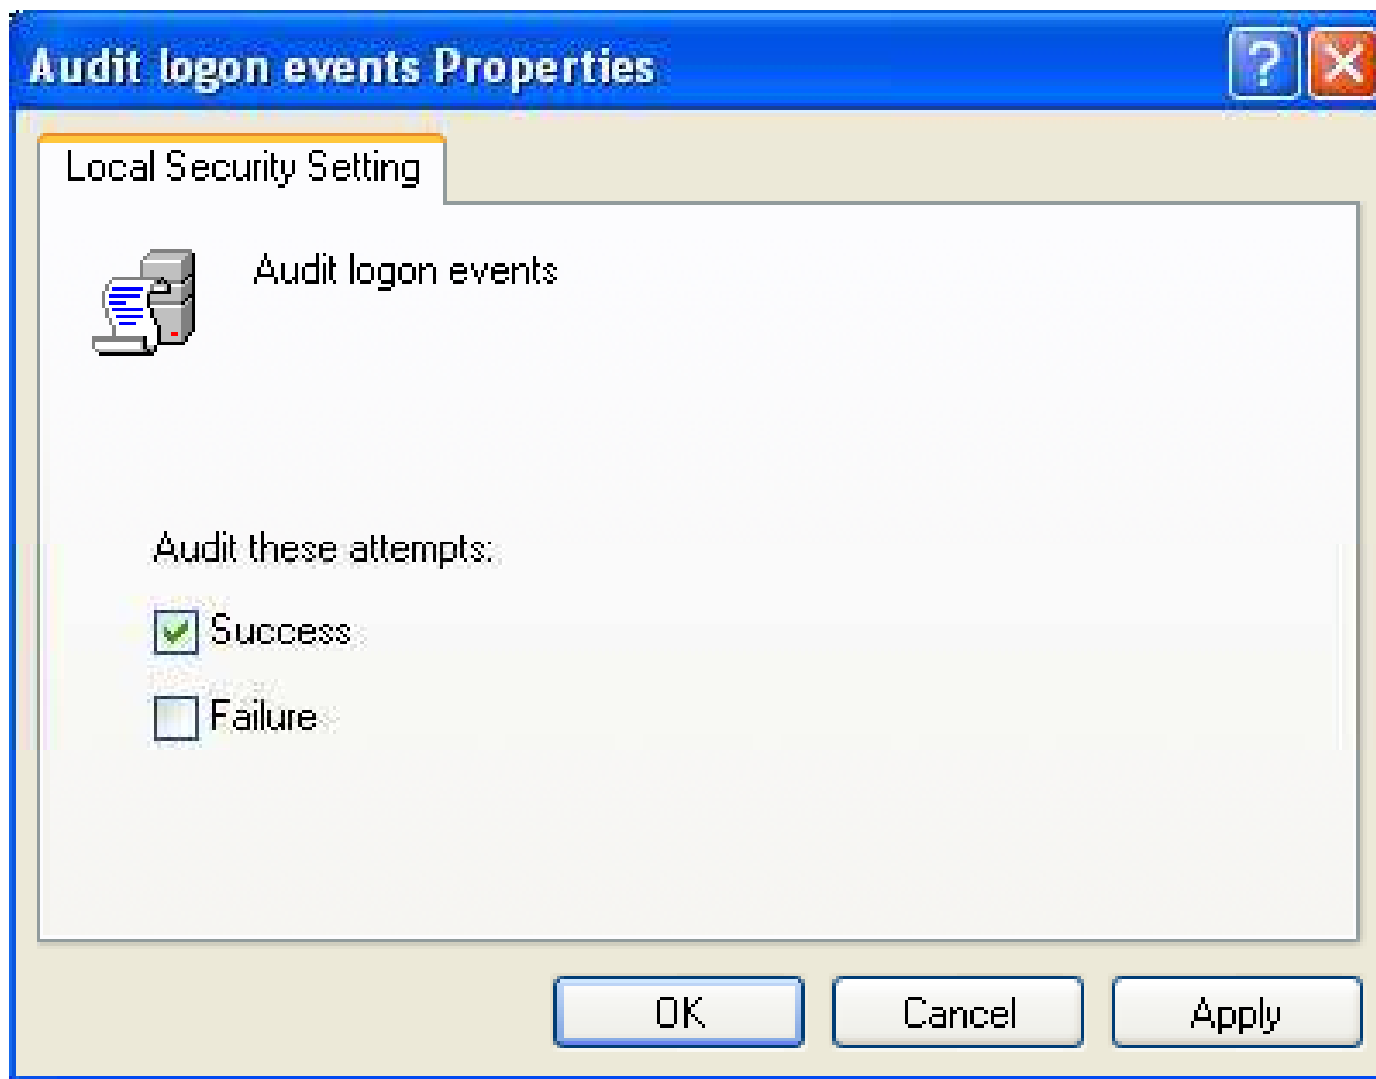 Audit logon events Properties
Local Security Setting
Audit logon events
Audit these attempts:
Success
Failure
OK Cancel Apply